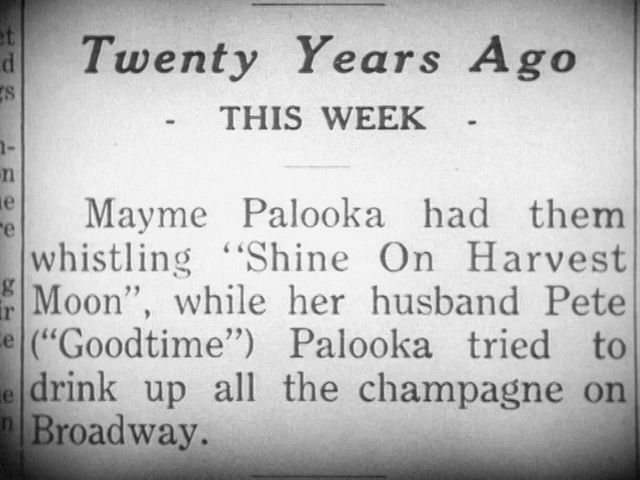 Twenty Years Ago
- THIS WEEK -
Mayme Palooka had them
whistling "Shine On Harvest
Moon", while her husband Pete
("Goodtime") Palooka tried to
drink up all the champagne on
Broadway.